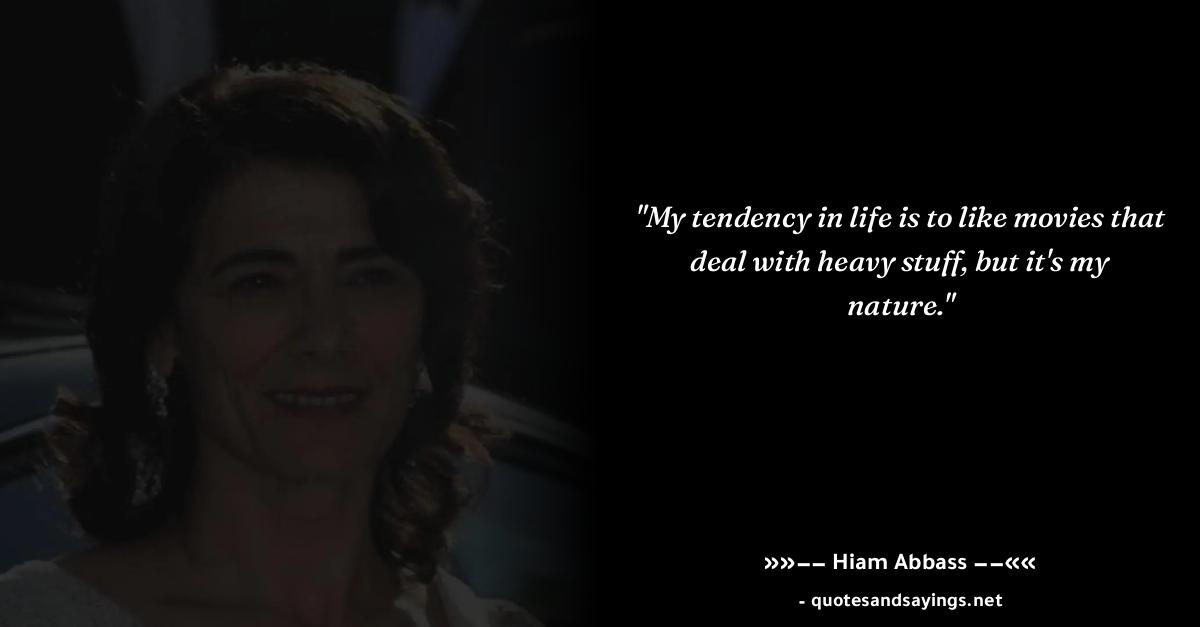 "My tendency in life is to like movies that
deal with heavy stuff, but it's my
nature."
»»–– Hiam Abbass ––««
- quotesandsayings.net